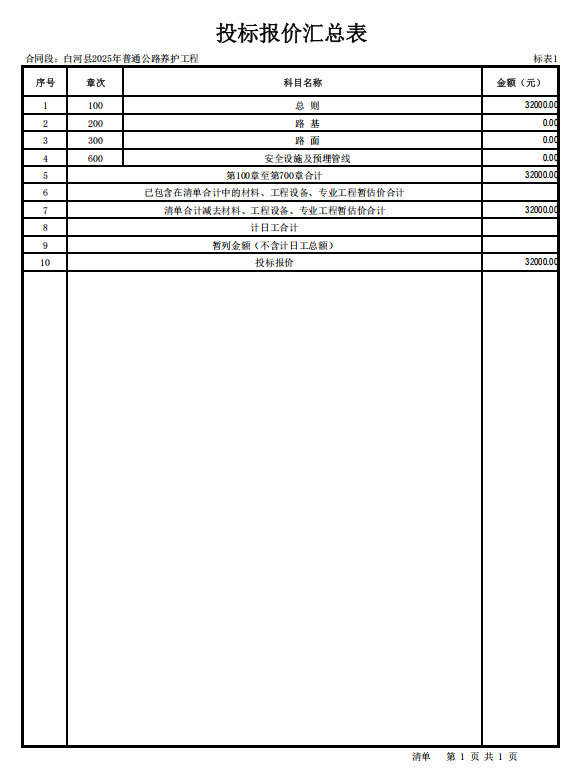 投标报价汇总表
合同段：白河县2025年普通公路养护工程 标表1
序号 章次 科目名称 金额（元）
1 100 总 则 32000.00
2 200 路 基 0.00
3 300 路 面 0.00
4 600 安全设施及预埋管线 0.00
5 第100章至第700章合计 32000.00
6 已包含在清单合计中的材料、工程设备、专业工程暂估价合计
7 清单合计减去材料、工程设备、专业工程暂估价合计 32000.00
8 计日工合计
9 暂列金额（不含计日工总额）
10 投标报价 32000.00
清单 第 1 页 共 1 页